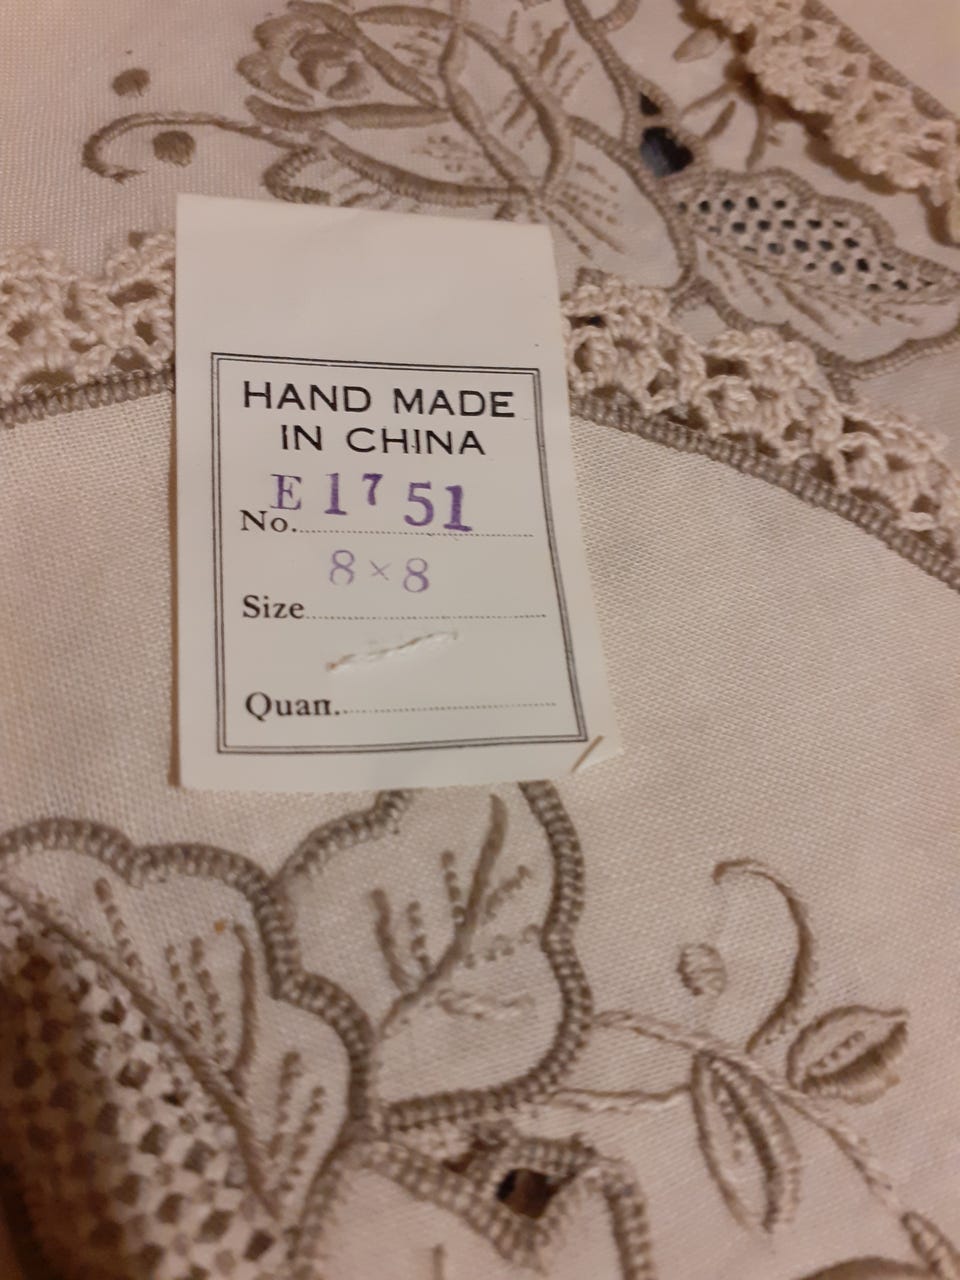 HAND MADE
IN CHINA
No. E 17 51
Size 8 × 8
Quan.